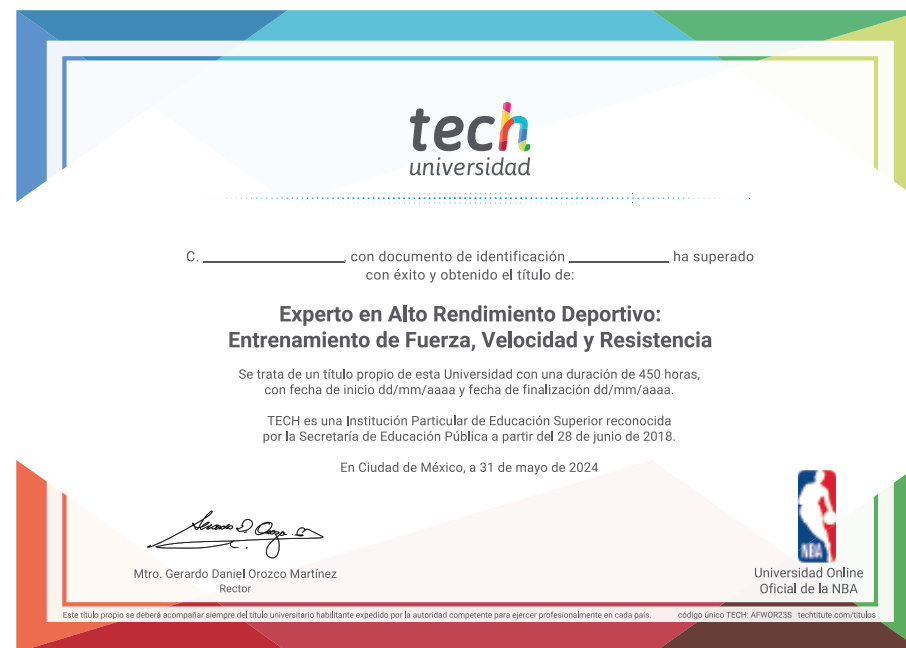 tech
universidad
C. ____________, con documento de identificación ____________ ha superado
con éxito y obtenido el título de:
Experto en Alto Rendimiento Deportivo:
Entrenamiento de Fuerza, Velocidad y Resistencia
Se trata de un título propio de esta Universidad con una duración de 450 horas,
con fecha de inicio dd/mm/aaaa y fecha de finalización dd/mm/aaaa.
TECH es una Institución Particular de Educación Superior reconocida
por la Secretaría de Educación Pública a partir del 28 de junio de 2018.
En Ciudad de México, a 31 de mayo de 2024
NBA
Mtro. Gerardo Daniel Orozco Martínez
Rector
Universidad Online
Oficial de la NBA
Este título propio se deberá acompañar siempre del título universitario habilitante expedido por la autoridad competente para ejercer profesionalmente en cada país.
código único TECH: AFWOR23S techtitute.com/titulos